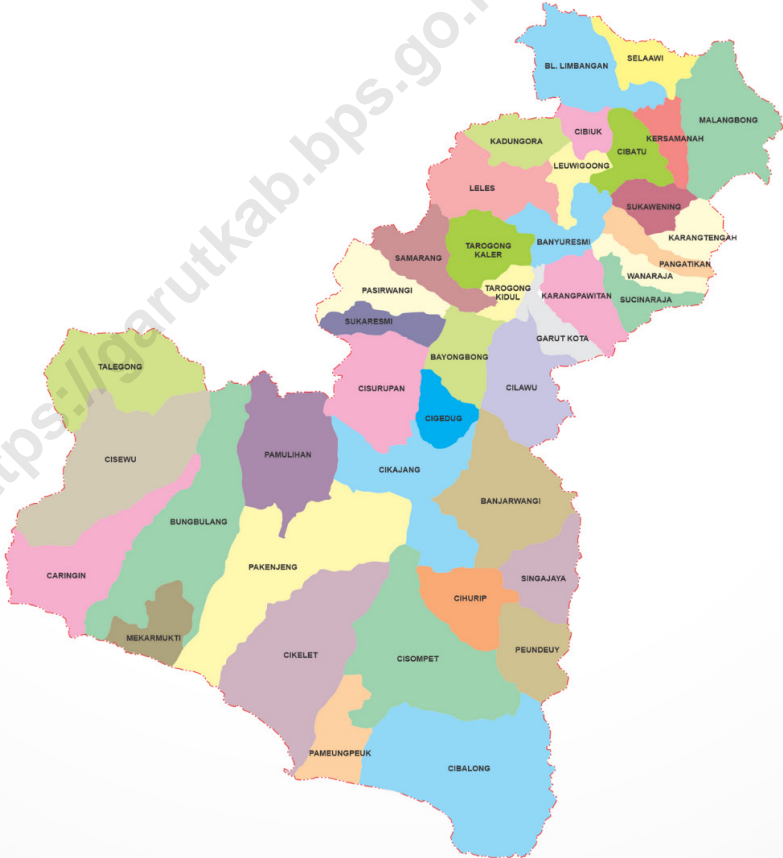 https://garutkab.bps.go.
SELAAWI
BL. LIMBANGAN
MALANGBONG
CIBIUK
KERSAMANAH
KADUNGORA
CIBATU
LEUWIGOONG
LELES
SUKAWENING
KARANGTENGAH
TAROGONG
KALER
BANYURESMI
SAMARANG
PANGATIKAN
WANARAJA
PASIRWANGI
TAROGONG
KIDUL
KARANGPAWITAN
SUCINARAJA
SUKARESMI
GARUT KOTA
BAYONGBONG
TALEGONG
CISURUPAN
CILAWU
CIGEDUG
PAMULIHAN
CISEWU
CIKAJANG
BANJARWANGI
BUNGBULANG
PAKENJENG
CARINGIN
SINGAJAYA
CIHURIP
MEKARMUKTI
PEUNDEUY
CIKELET
CISOMPET
PAMEUNGPEUK
CIBALONG